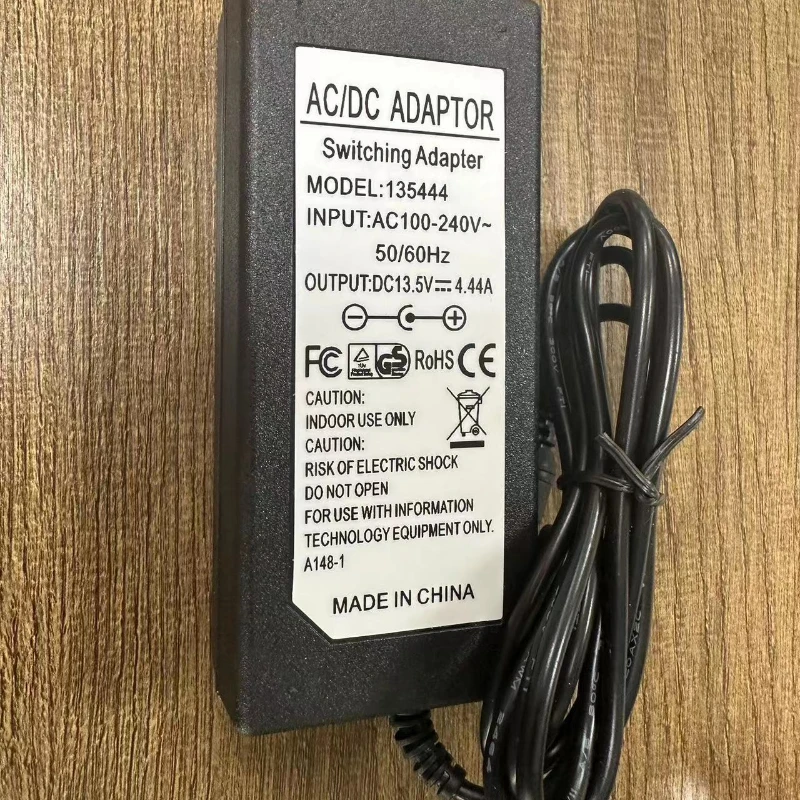 AC/DC ADAPTOR
Switching Adapter
MODEL:135444
INPUT:AC100-240V~
50/60Hz
OUTPUT:DC13.5V⎓4.44A
FC GS RoHS CE
CAUTION:
INDOOR USE ONLY
CAUTION:
RISK OF ELECTRIC SHOCK
DO NOT OPEN
FOR USE WITH INFORMATION
TECHNOLOGY EQUIPMENT ONLY.
A148-1
MADE IN CHINA